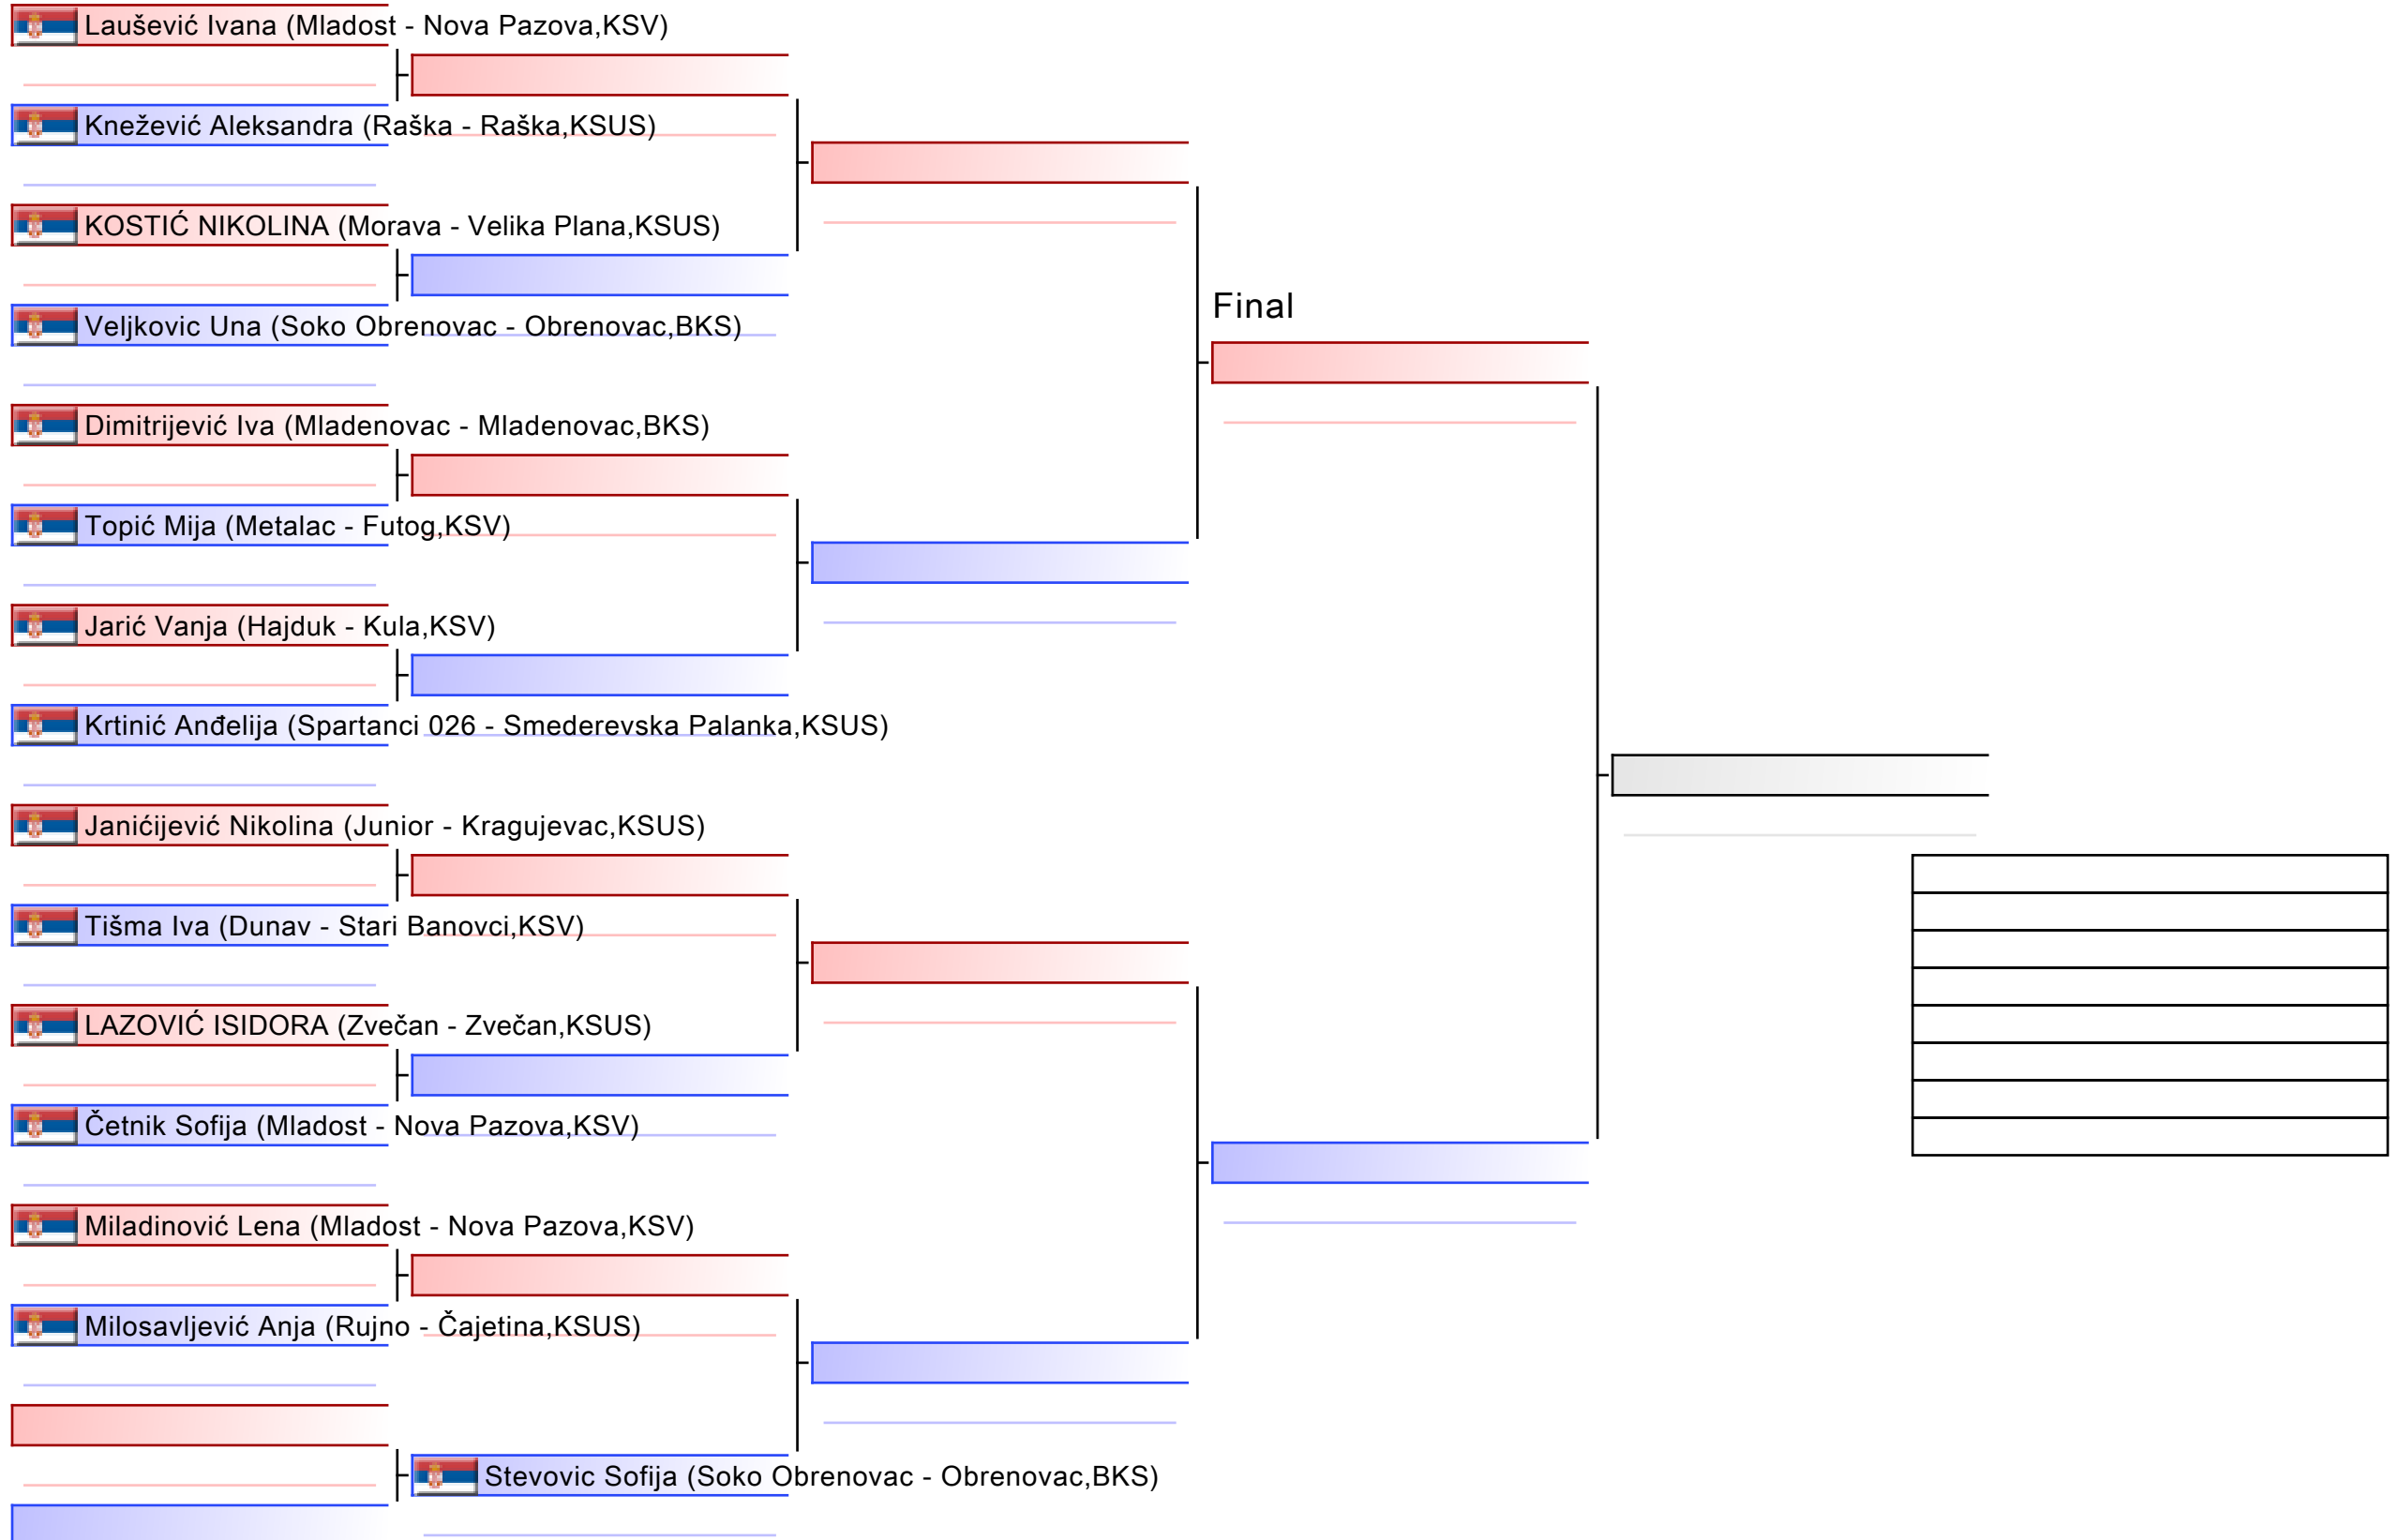 Laušević Ivana (Mladost - Nova Pazova,KSV)
Knežević Aleksandra (Raška - Raška,KSUS)
KOSTIĆ NIKOLINA (Morava - Velika Plana,KSUS)
Veljkovic Una (Soko Obrenovac - Obrenovac,BKS)
Final
Dimitrijević Iva (Mladenovac - Mladenovac,BKS)
Topić Mija (Metalac - Futog,KSV)
Jarić Vanja (Hajduk - Kula,KSV)
Krtinić Anđelija (Spartanci 026 - Smederevska Palanka,KSUS)
Janićijević Nikolina (Junior - Kragujevac,KSUS)
Tišma Iva (Dunav - Stari Banovci,KSV)
LAZOVIĆ ISIDORA (Zvečan - Zvečan,KSUS)
Četnik Sofija (Mladost - Nova Pazova,KSV)
Miladinović Lena (Mladost - Nova Pazova,KSV)
Milosavljević Anja (Rujno - Čajetina,KSUS)
Stevovic Sofija (Soko Obrenovac - Obrenovac,BKS)